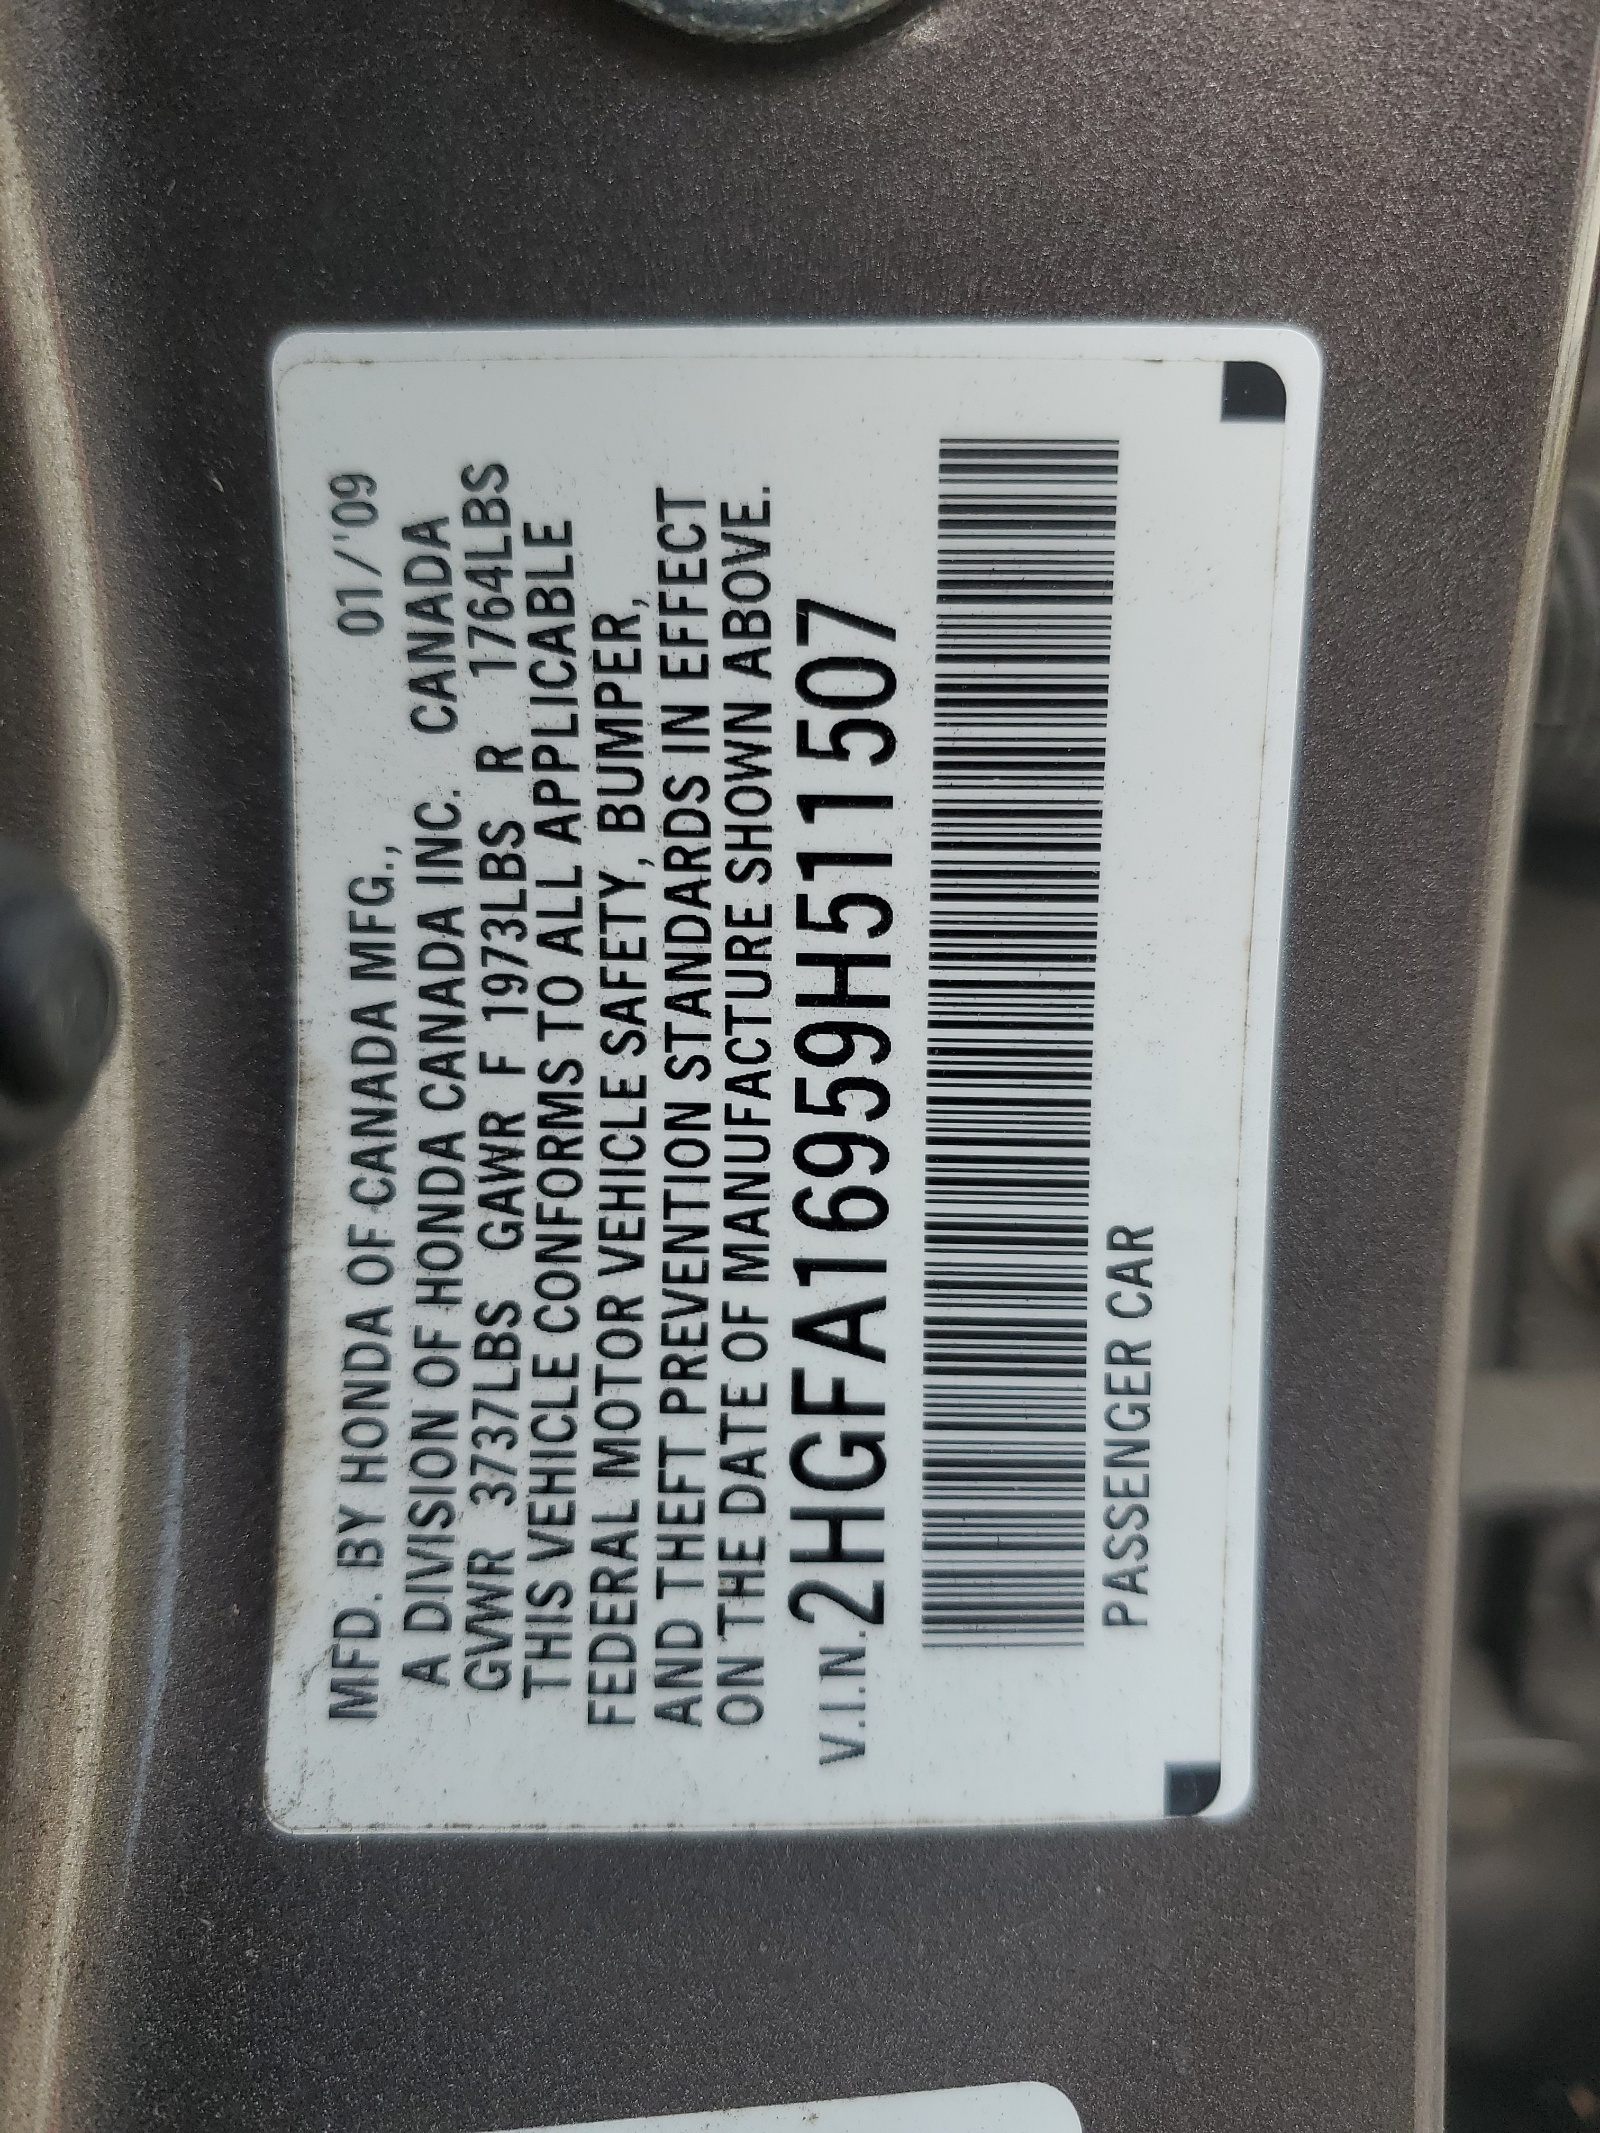 MFD. BY HONDA OF CANADA MFG., 01/'09
A DIVISION OF HONDA CANADA INC. CANADA
GVWR 3737LBS GAWR F 1973LBS R 1764LBS
THIS VEHICLE CONFORMS TO ALL APPLICABLE
FEDERAL MOTOR VEHICLE SAFETY, BUMPER,
AND THEFT PREVENTION STANDARDS IN EFFECT
ON THE DATE OF MANUFACTURE SHOWN ABOVE.
V.I.N. 2HGFA16959H511507
PASSENGER CAR